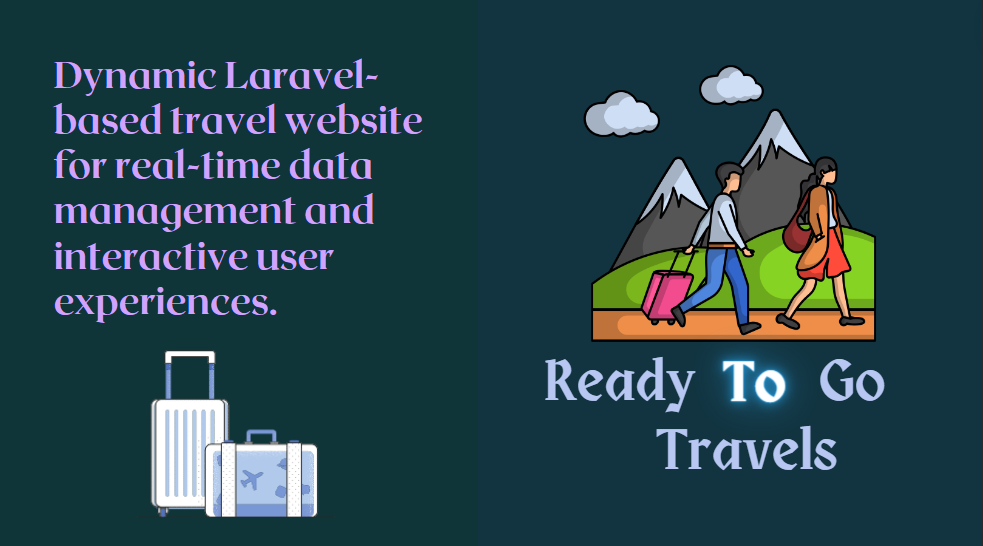 Dynamic Laravel-
based travel website
for real-time data
management and
interactive user
experiences.
Ready To Go
Travels